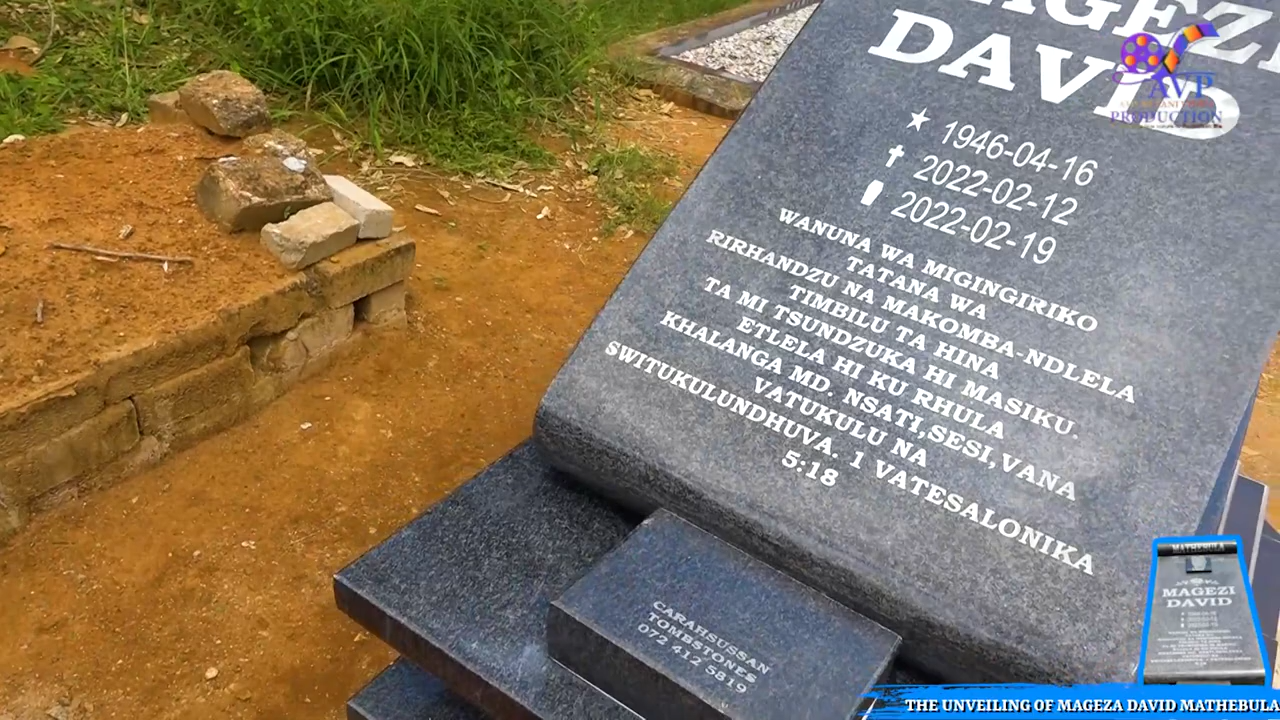 MAGEZI
DAVID
1946-04-16
2022-02-12
2022-02-19
WANUNA WA MIGINGIRIKO
TATANA WA
RIRHANDZU NA MAKOMBA-NDLELA
TIMBILU TA HINA
TA MI TSUNDZUKA HI MASIKU.
ETLELA HI KU RHULA
KHALANGA MD. NSATI,SESI,VANA
VATUKULU NA
SWITUKULUNDHUVA. 1 VATESALONIKA
5:18
CARAHSUSSAN
TOMBSTONES
072 412 5819
AVP
PRODUCTION
MATHEBULA
MAGEZI
DAVID
THE UNVEILING OF MAGEZA DAVID MATHEBULA